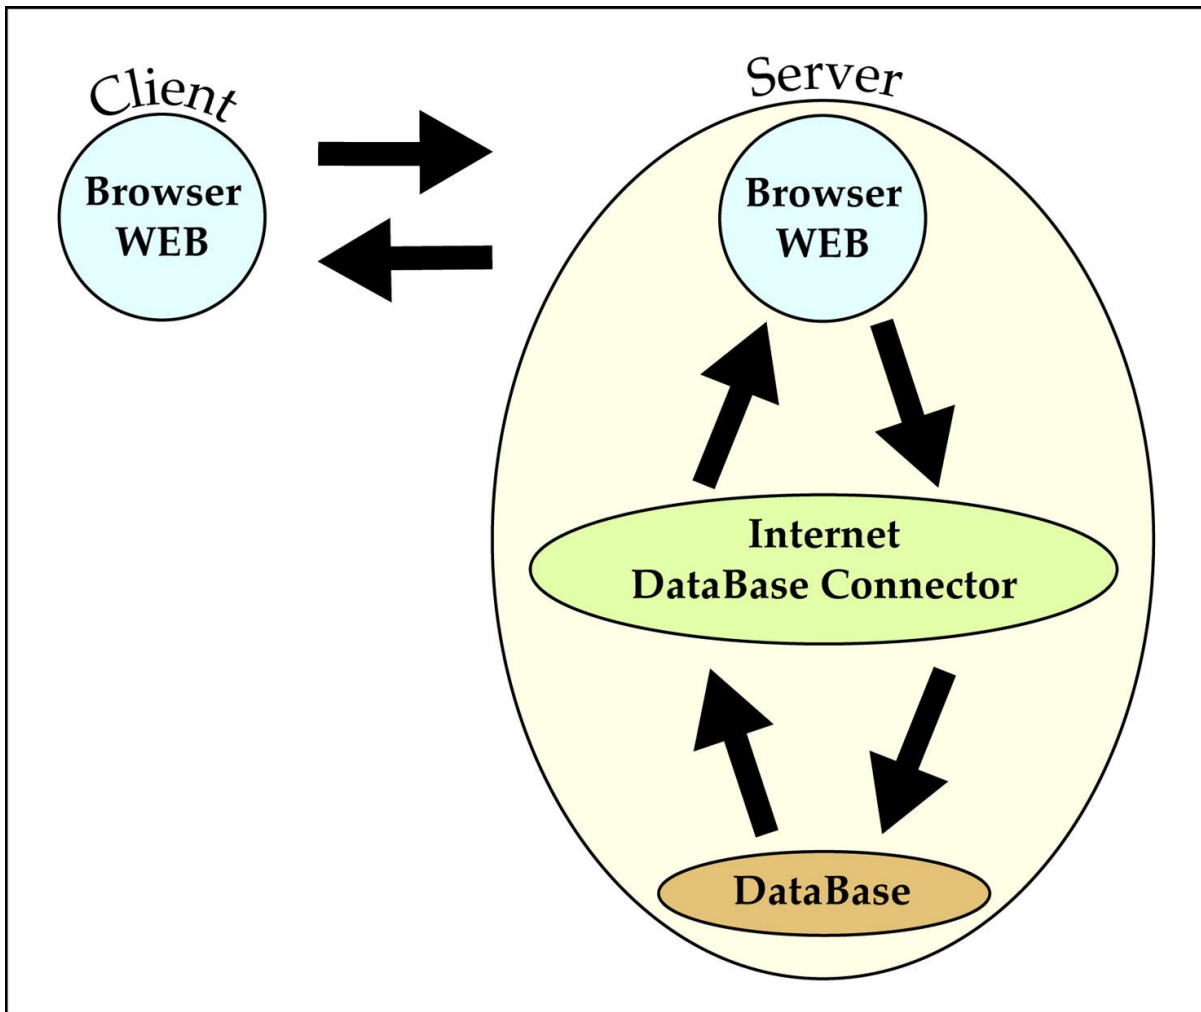 Client
Browser
WEB
Server
Browser
WEB
Internet
DataBase Connector
DataBase